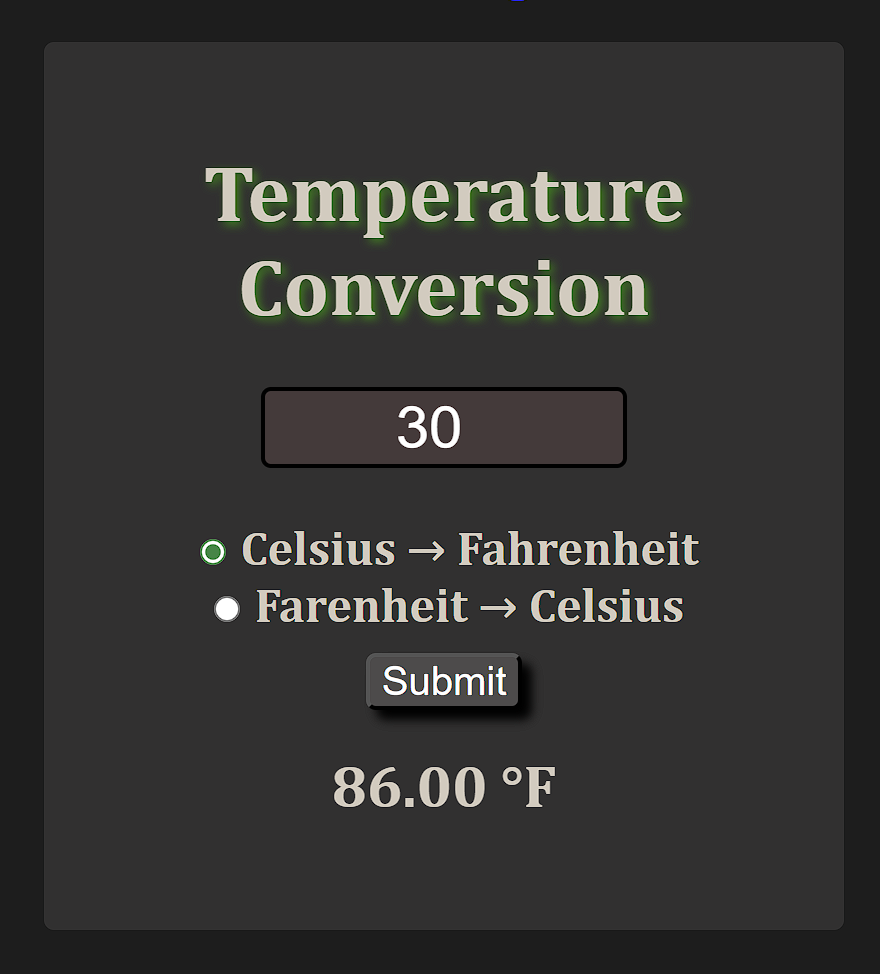 Temperature
Conversion
30
Celsius → Fahrenheit
Farenheit → Celsius
Submit
86.00 °F